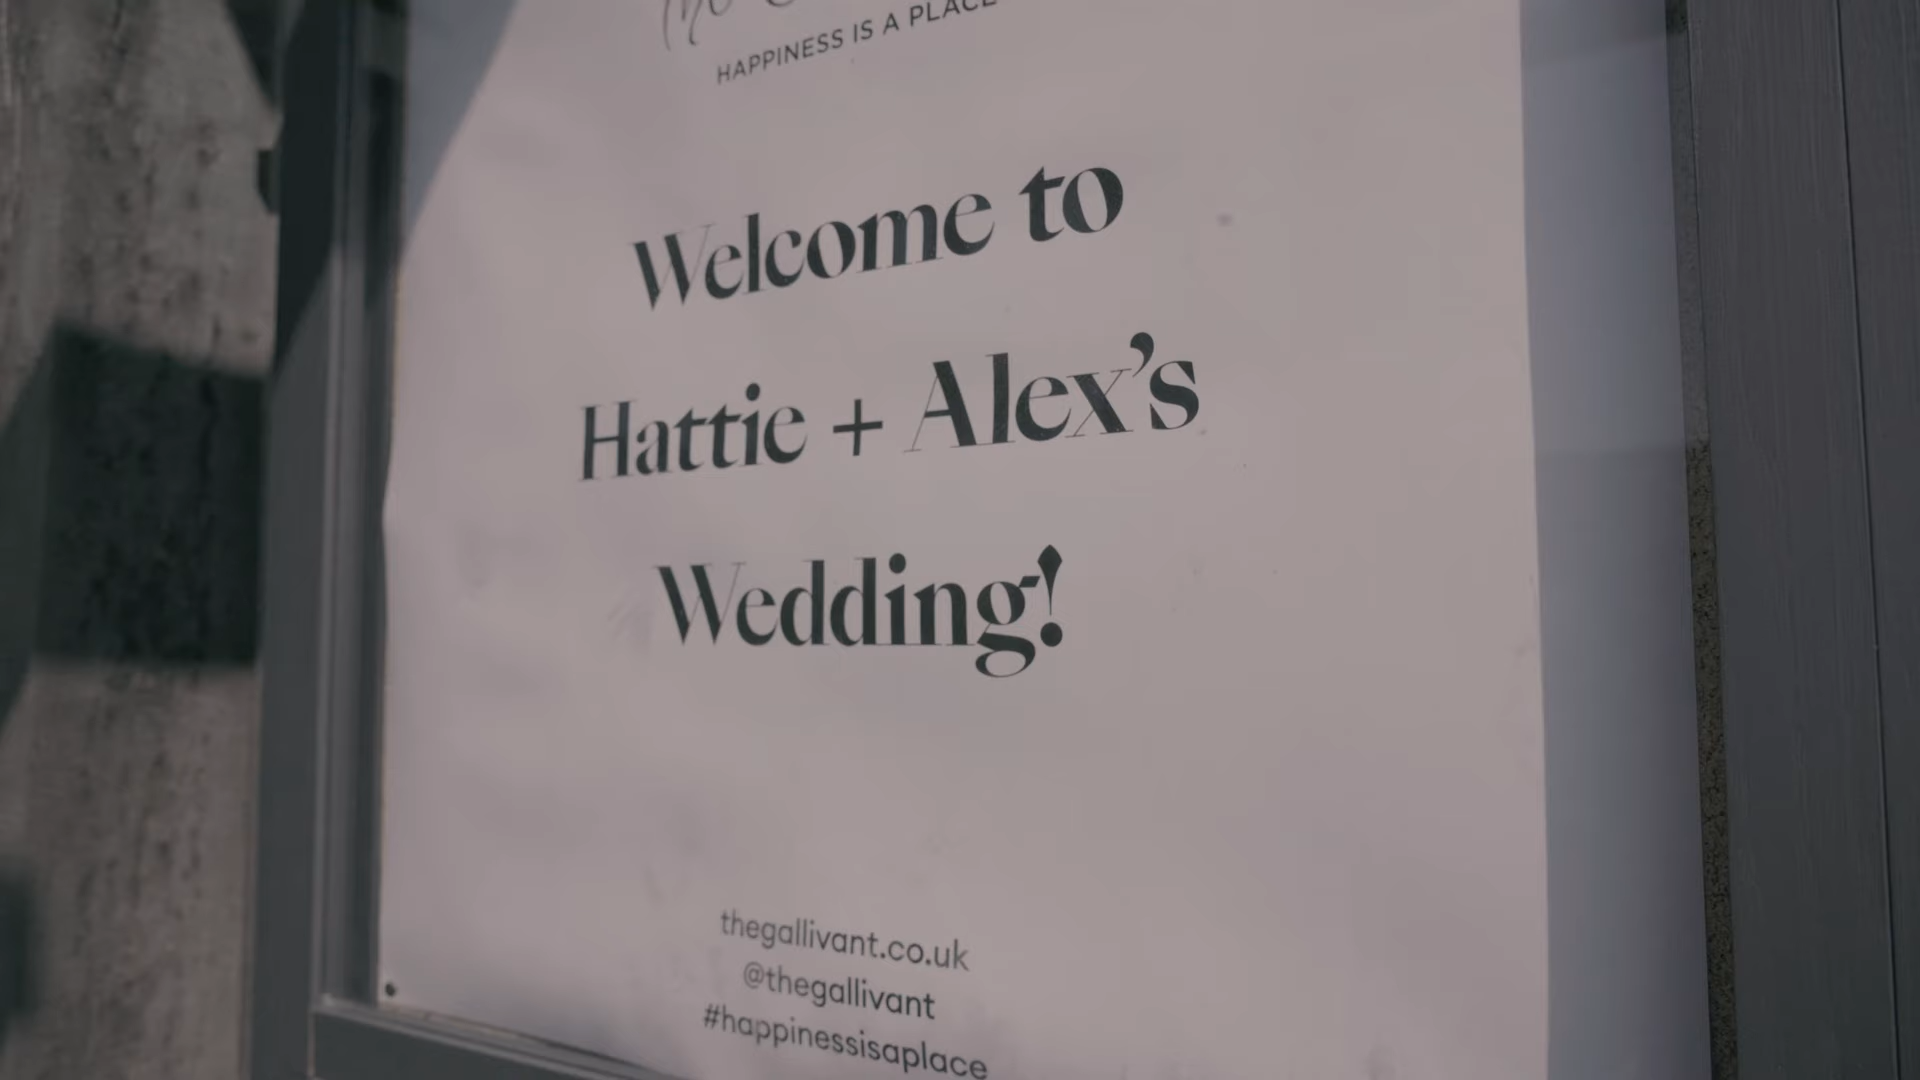 HAPPINESS IS A PLACE
Welcome to
Hattie + Alex's
Wedding!
thegallivant.co.uk
@thegallivant
#happinessisaplace